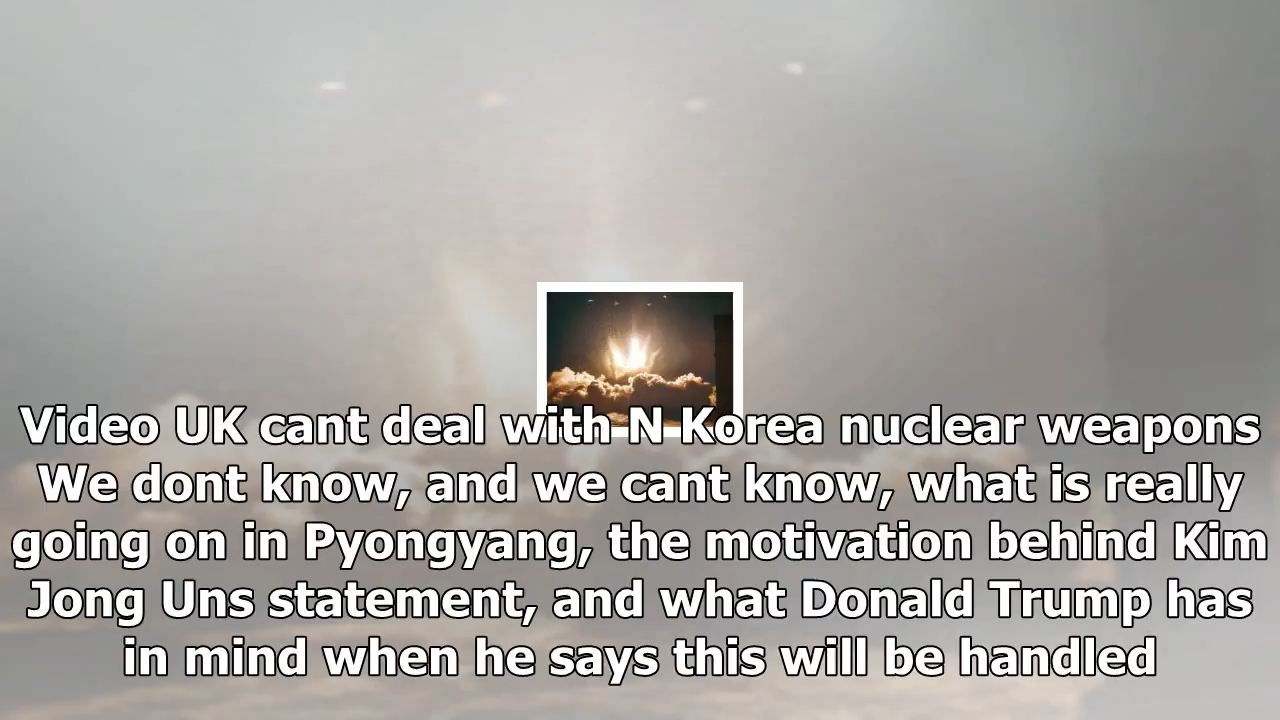 Video UK cant deal with N Korea nuclear weapons
We dont know, and we cant know, what is really
going on in Pyongyang, the motivation behind Kim
Jong Uns statement, and what Donald Trump has
in mind when he says this will be handled